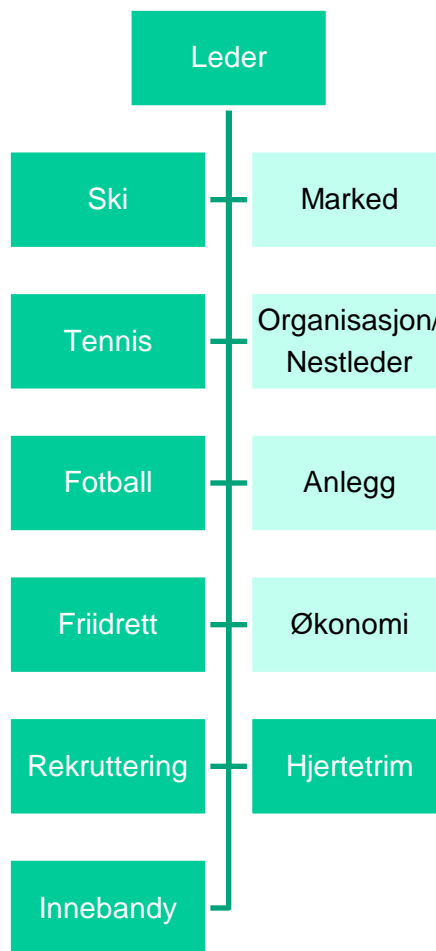 Leder
Ski
Marked
Tennis
Organisasjon/
Nestleder
Fotball
Anlegg
Friidrett
Økonomi
Rekruttering
Hjertetrim
Innebandy